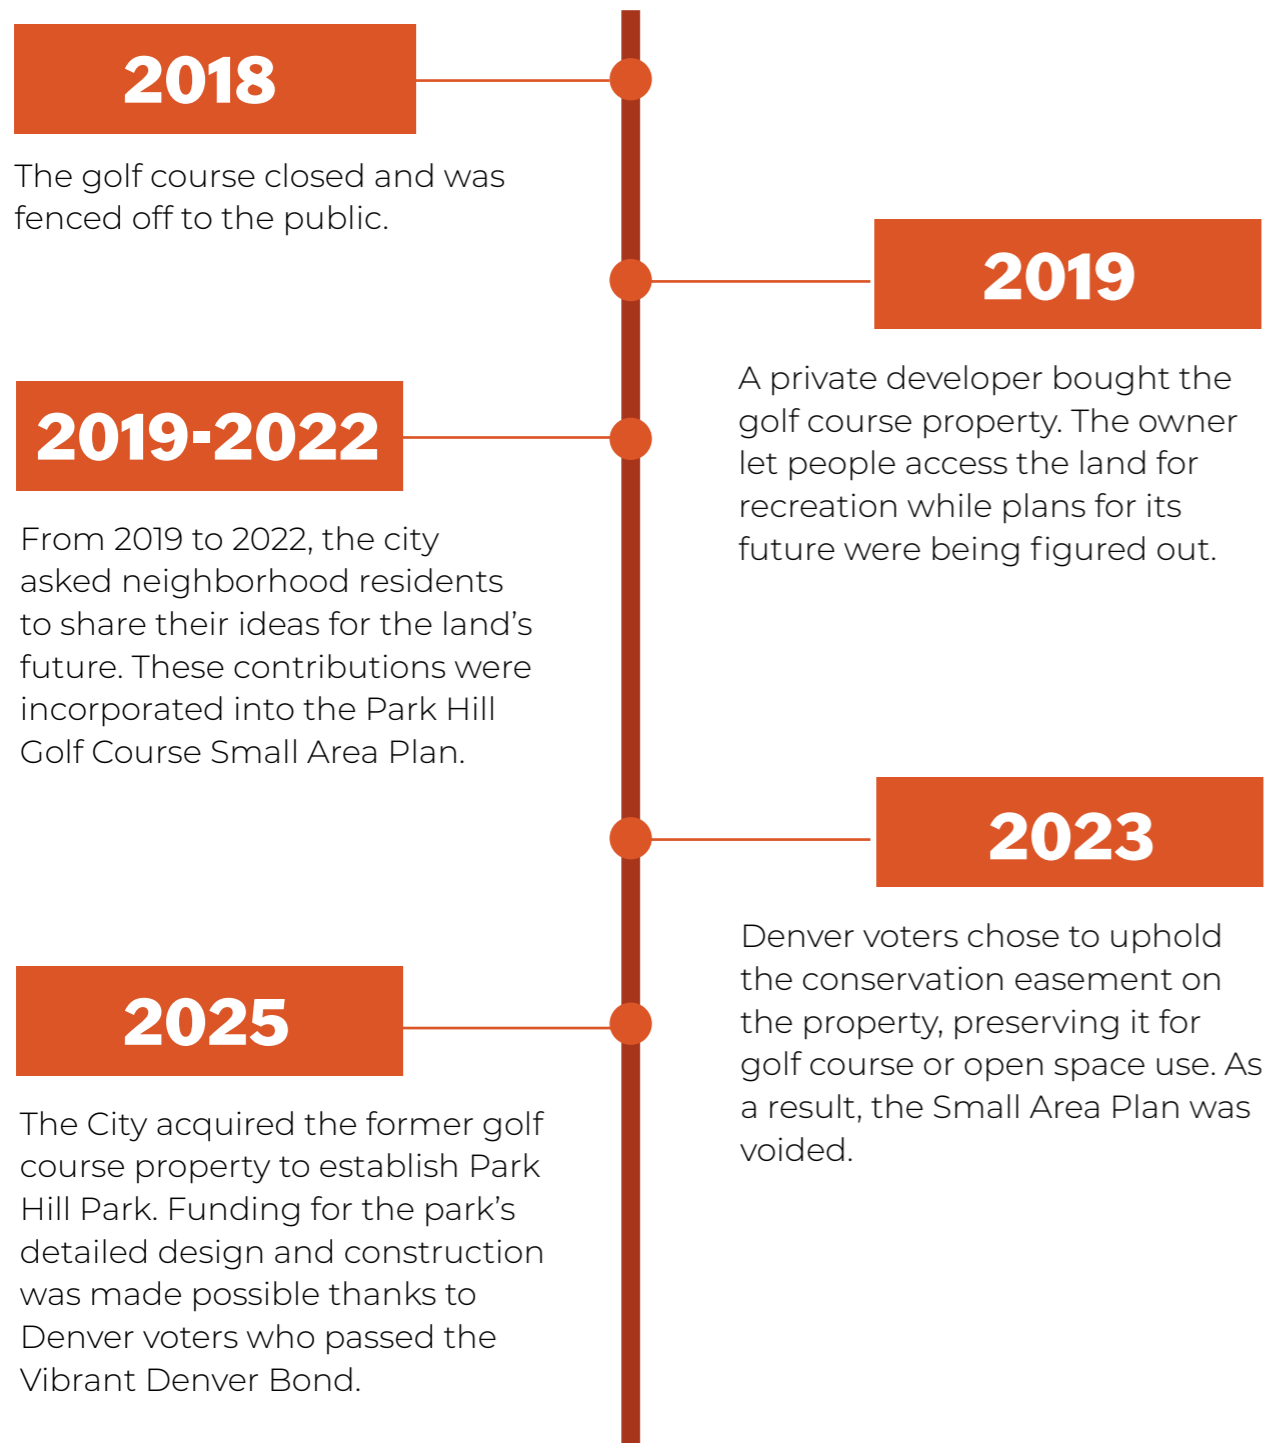 2018
The golf course closed and was
fenced off to the public.
2019
A private developer bought the
golf course property. The owner
let people access the land for
recreation while plans for its
future were being figured out.
2019-2022
From 2019 to 2022, the city
asked neighborhood residents
to share their ideas for the land’s
future. These contributions were
incorporated into the Park Hill
Golf Course Small Area Plan.
2023
Denver voters chose to uphold
the conservation easement on
the property, preserving it for
golf course or open space use. As
a result, the Small Area Plan was
voided.
2025
The City acquired the former golf
course property to establish Park
Hill Park. Funding for the park’s
detailed design and construction
was made possible thanks to
Denver voters who passed the
Vibrant Denver Bond.